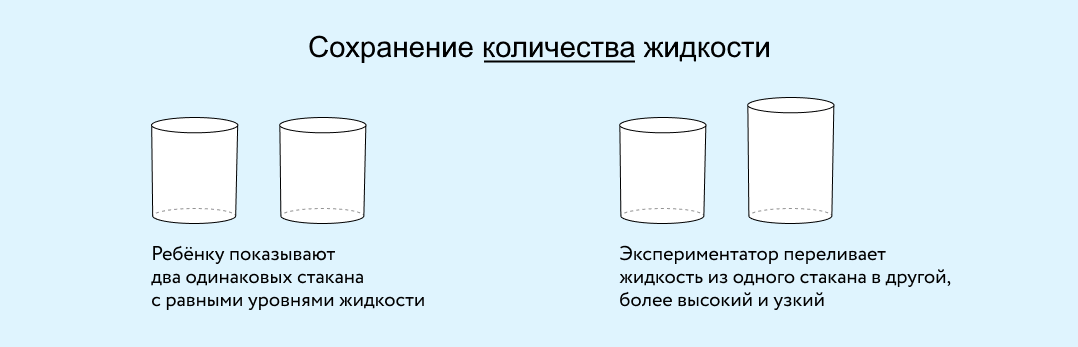 Сохранение количества жидкости
Ребёнку показывают
два одинаковых стакана
с равными уровнями жидкости
Экспериментатор переливает
жидкость из одного стакана в другой,
более высокий и узкий